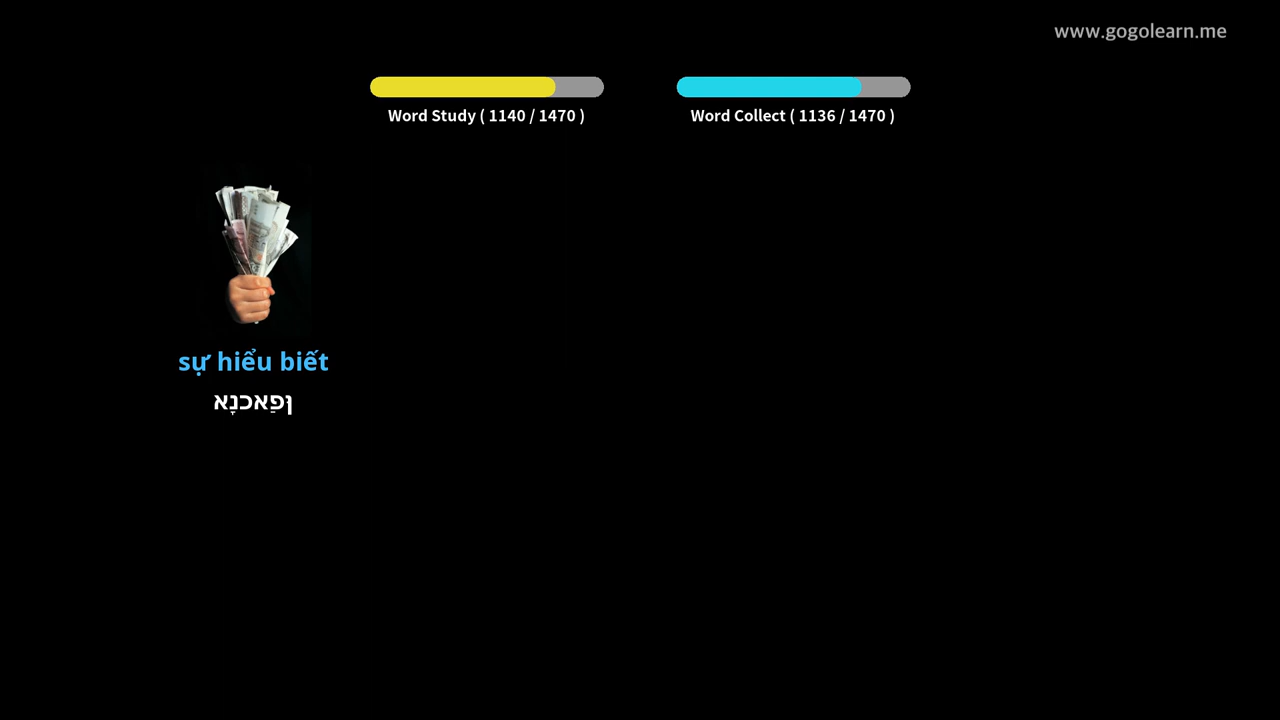 www.gogolearn.me
Word Study ( 1140 / 1470 )
Word Collect ( 1136 / 1470 )
sự hiểu biết
ןּפַאכנָא